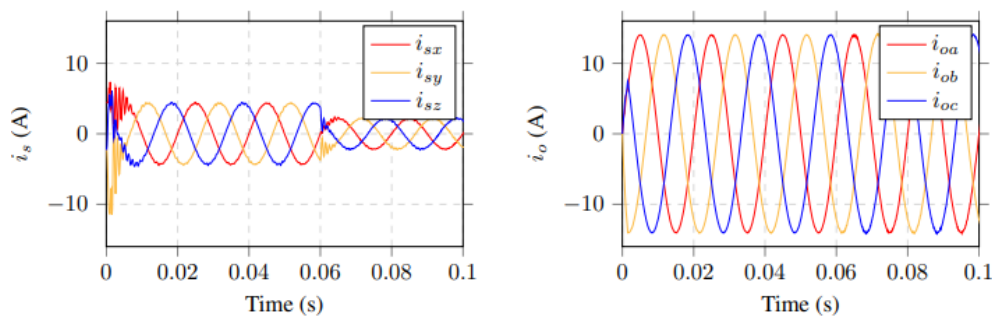 10
0
−10
i_s (A)
i_sx
i_sy
i_sz
0 0.02 0.04 0.06 0.08 0.1
Time (s)
10
0
−10
i_o (A)
i_oa
i_ob
i_oc
0 0.02 0.04 0.06 0.08 0.1
Time (s)